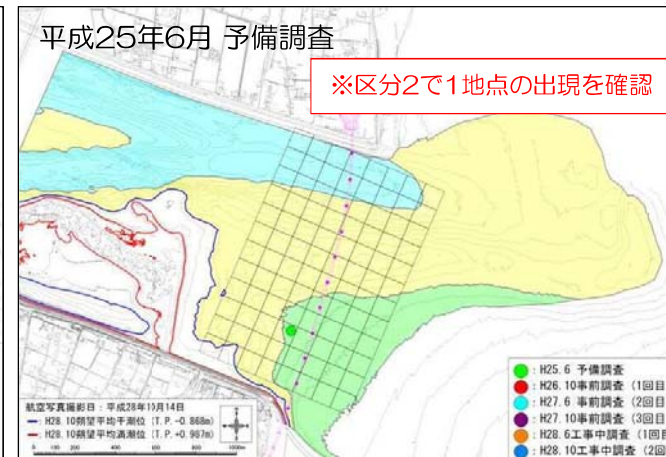 平成25年6月 予備調査
※区分2で1地点の出現を確認
: H25.6 予備調査
: H26.10事前調査（1回目
: H27.6 事前調査（2回目
: H27.10事前調査（3回目
: H28.6工事中調査（1回目
: H28.10工事中調査（2回
航空写真撮影日：平成28年10月14日
: H28.10朔望平均干潮位（T.P.-0.868m）
: H28.10朔望平均満潮位（T.P.+0.987m）